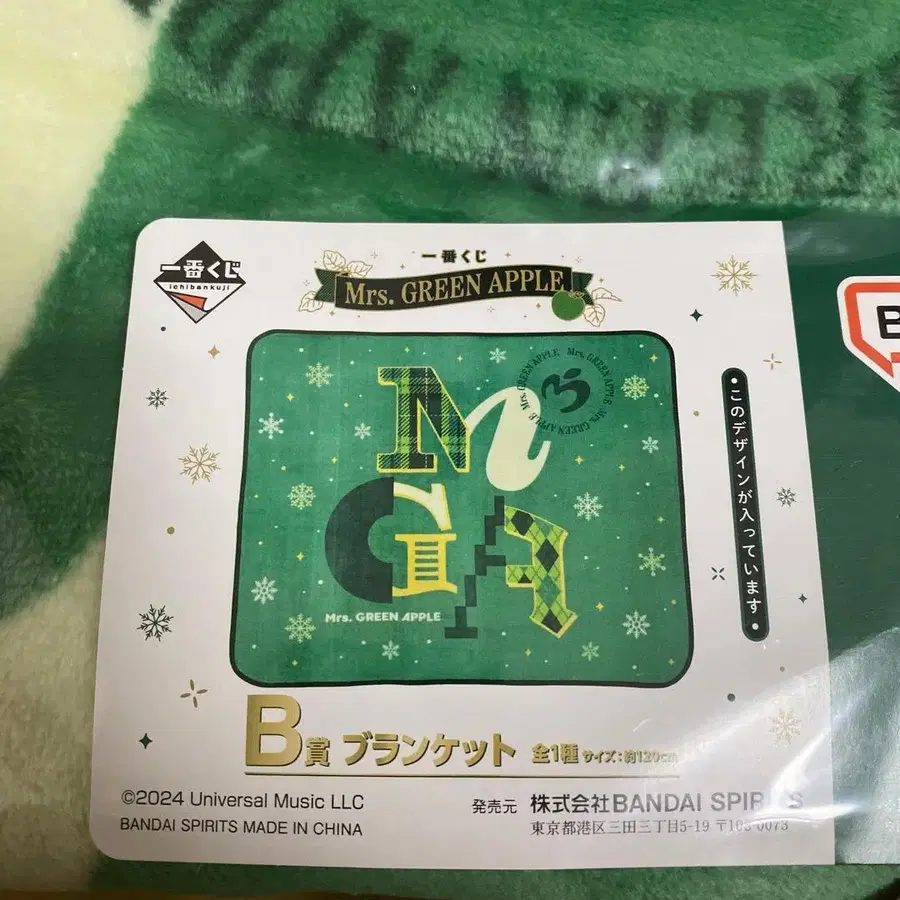 一番くじ
ichibankuji
一番くじ
Mrs. GREEN APPLE
B
Mrs. GREEN APPLE Mrs. GREEN APPLE Mrs. GREEN APPLE
M
G
A
Mrs. GREEN APPLE
・このデザインが入っています・
B賞 ブランケット 全1種 サイズ:約120cm
©2024 Universal Music LLC
BANDAI SPIRITS MADE IN CHINA
発売元 株式会社BANDAI SPIRITS
東京都港区三田三丁目5-19 〒108-0073